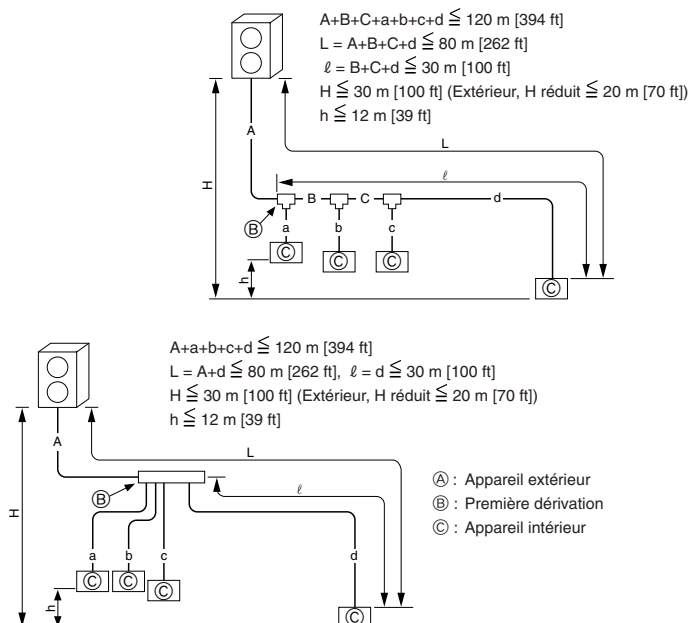 A+B+C+a+b+c+d ≦ 120 m [394 ft]
L = A+B+C+d ≦ 80 m [262 ft]
ℓ = B+C+d ≦ 30 m [100 ft]
H ≦ 30 m [100 ft] (Extérieur, H réduit ≦ 20 m [70 ft])
h ≦ 12 m [39 ft]
A
L
H
ℓ
B
C
d
Ⓑ
a
b
c
Ⓒ
Ⓒ
Ⓒ
h
Ⓒ
A+a+b+c+d ≦ 120 m [394 ft]
L = A+d ≦ 80 m [262 ft], ℓ = d ≦ 30 m [100 ft]
H ≦ 30 m [100 ft] (Extérieur, H réduit ≦ 20 m [70 ft])
h ≦ 12 m [39 ft]
A
L
H
Ⓑ
ℓ
Ⓐ : Appareil extérieur
Ⓑ : Première dérivation
Ⓒ : Appareil intérieur
a
b
c
d
Ⓒ
Ⓒ
Ⓒ
h
Ⓒ